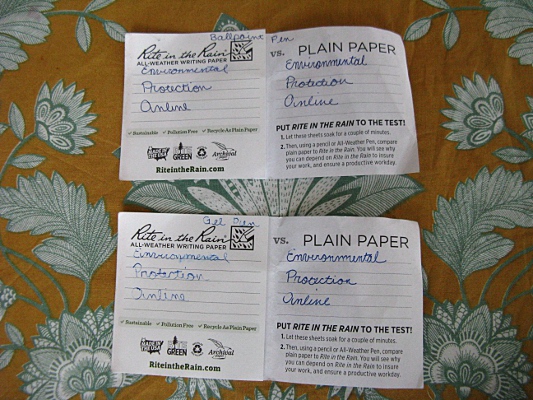 Ballpoint Pen
Rite in the Rain
ALL-WEATHER WRITING PAPER
Environmental
Protection
Online
Sustainable ✓ Pollution Free ✓ Recycle As Plain Paper
MADE IN THE USA
GREEN
Archival
RiteintheRain.com
VS. PLAIN PAPER
Environmental
Protection
Online
PUT RITE IN THE RAIN TO THE TEST!
1. Let these sheets soak for a couple of minutes.
2. Then, using a pencil or All-Weather Pen, compare
plain paper to Rite in the Rain. You will see why
you can depend on Rite in the Rain to insure
your work, and ensure a productive workday.
Gel Pen
Rite in the Rain
ALL-WEATHER WRITING PAPER
Environmental
Protection
Online
✓ Sustainable ✓ Pollution Free ✓ Recycle As Plain Paper
MADE IN THE USA
GREEN
Archival
RiteintheRain.com
VS. PLAIN PAPER
Environmental
Protection
Online
PUT RITE IN THE RAIN TO THE TEST!
1. Let these sheets soak for a couple of minutes.
2. Then, using a pencil or All-Weather Pen, compare
plain paper to Rite in the Rain. You will see why
you can depend on Rite in the Rain to insure
your work, and ensure a productive workday.